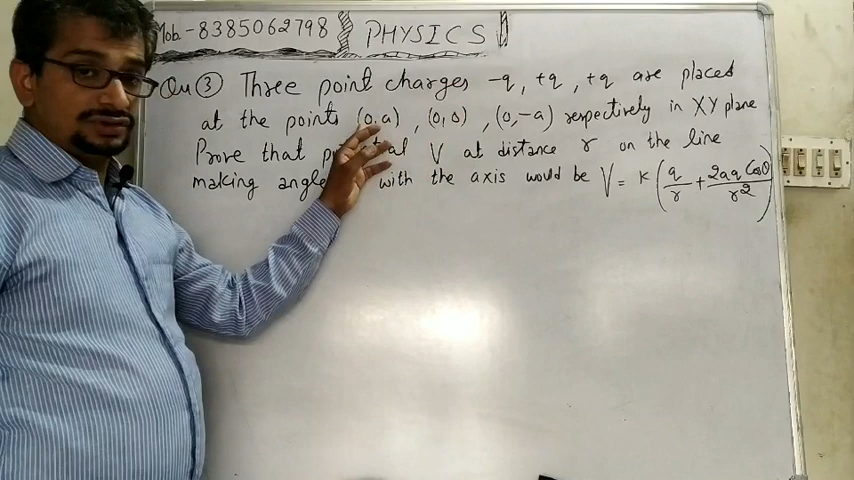 Mob.-8385062798 PHYSICS
Qu ③ Three point charges -q, +q, +q are placed
at the points (0,a), (0,0), (0,-a) respectively in XY plane
Prove that V at distance r on the line
making angle with the axis would be V = K(q/r + 2aq Cosθ/r²)